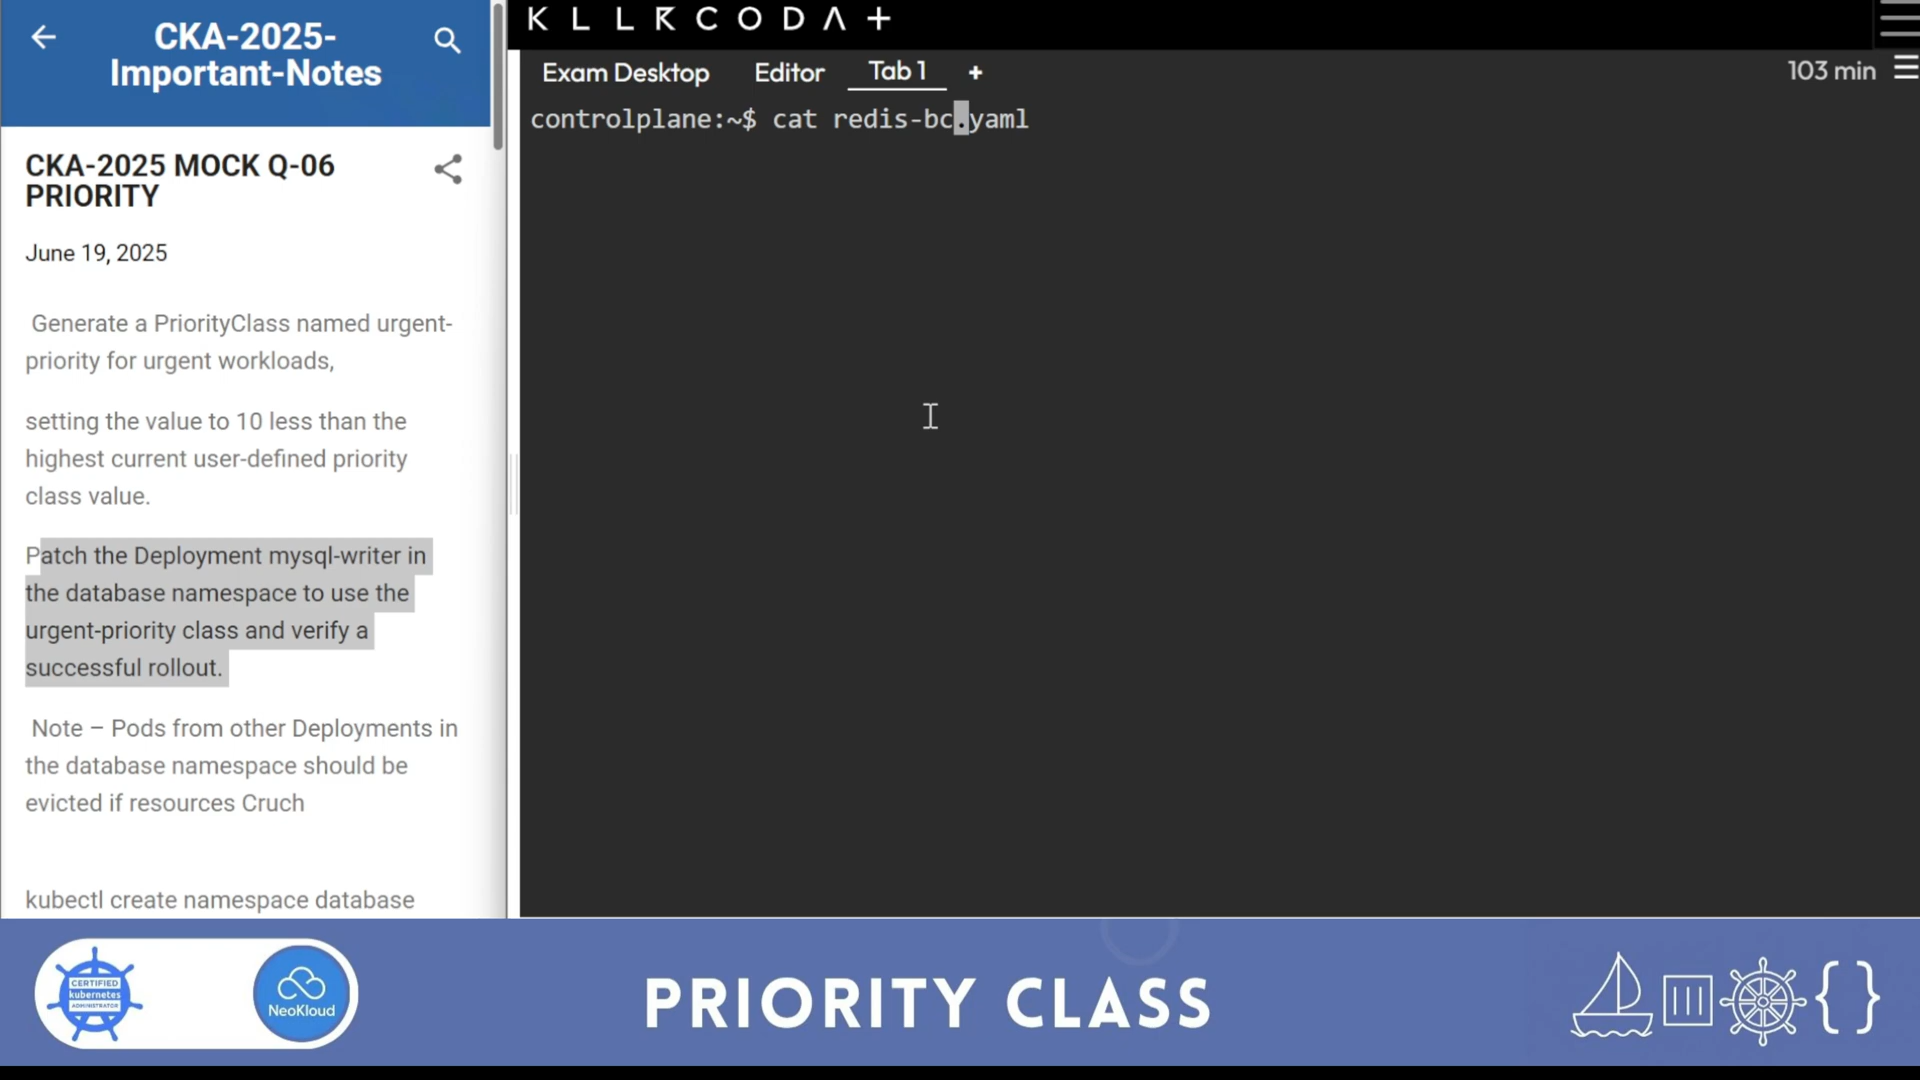 CKA-2025-
Important-Notes
CKA-2025 MOCK Q-06
PRIORITY
June 19, 2025
Generate a PriorityClass named urgent-
priority for urgent workloads,
setting the value to 10 less than the
highest current user-defined priority
class value.
Patch the Deployment mysql-writer in
the database namespace to use the
urgent-priority class and verify a
successful rollout.
Note – Pods from other Deployments in
the database namespace should be
evicted if resources Cruch
kubectl create namespace database
KILLERCODA+
Exam Desktop Editor Tab 1 +
103 min
controlplane:~$ cat redis-bc.yaml
CERTIFIED
kubernetes
ADMINISTRATOR
NeoKloud
PRIORITY CLASS